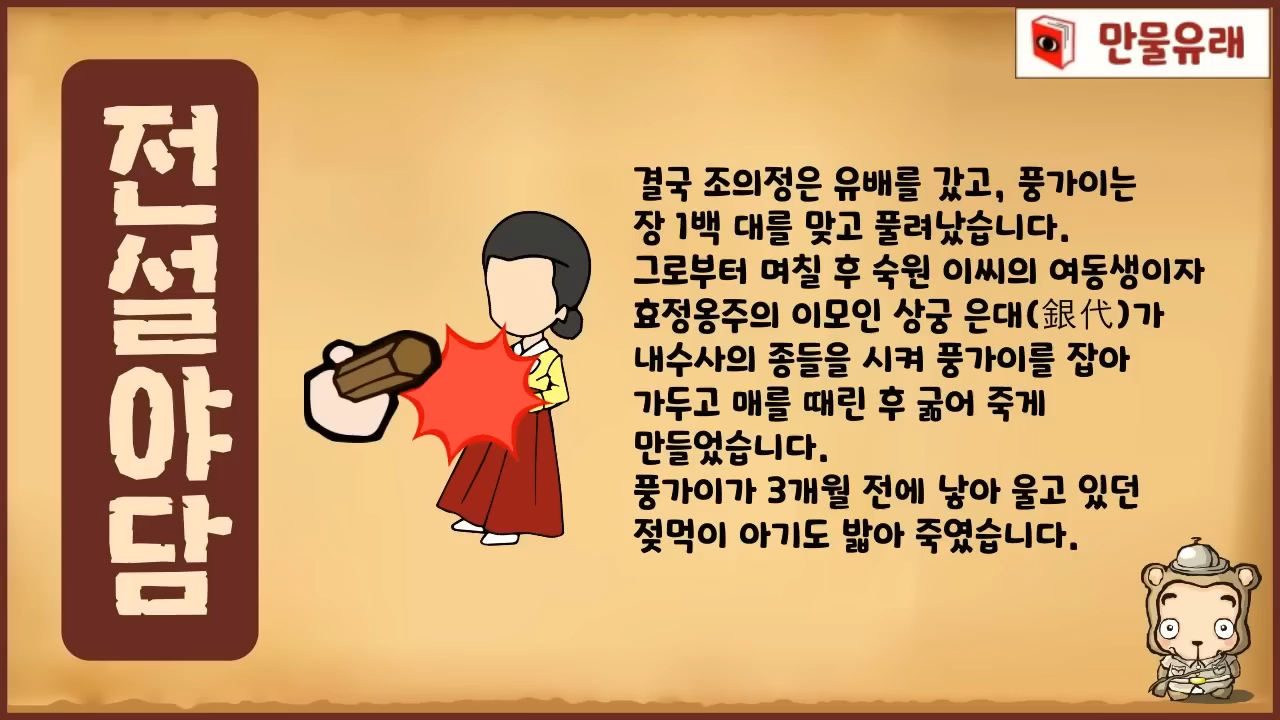 만물유래
전설야담
결국 조의정은 유배를 갔고, 풍가이는
장 1백 대를 맞고 풀려났습니다.
그로부터 며칠 후 숙원 이씨의 여동생이자
효정옹주의 이모인 상궁 은대(銀代)가
내수사의 종들을 시켜 풍가이를 잡아
가두고 매를 때린 후 굶어 죽게
만들었습니다.
풍가이가 3개월 전에 낳아 울고 있던
젖먹이 아기도 밟아 죽였습니다.